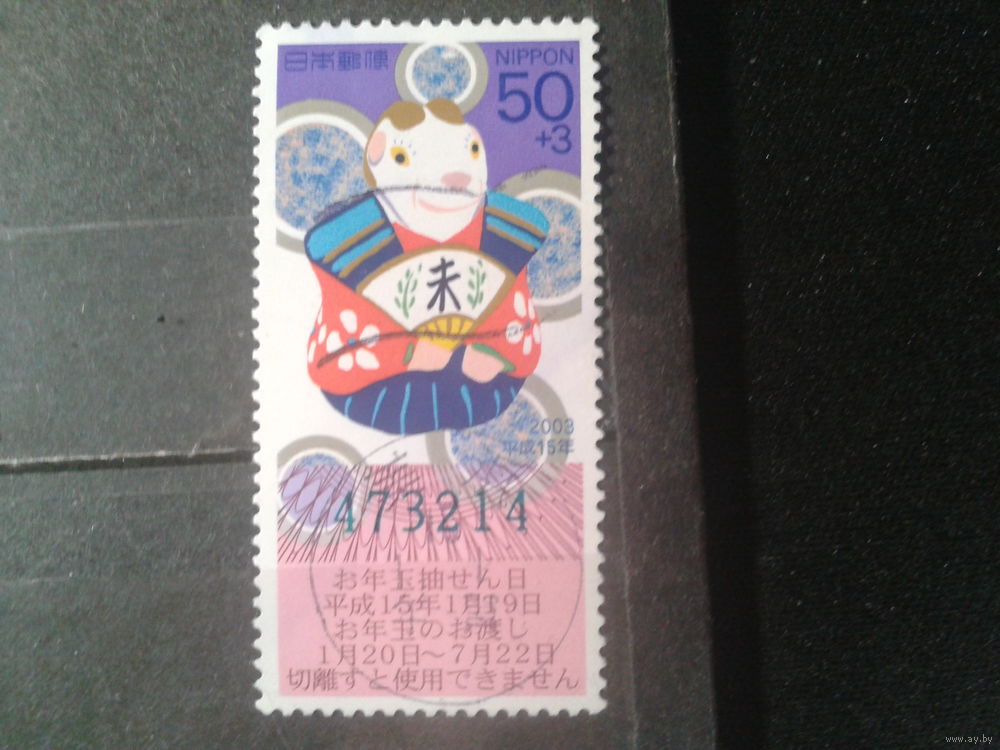 日本郵便
NIPPON
50
+3
未
2003
平成15年
473214
お年玉抽せん日
平成15年1月19日
お年玉のお渡し
1月20日〜7月22日
切離すと使用できません
www.ay.by